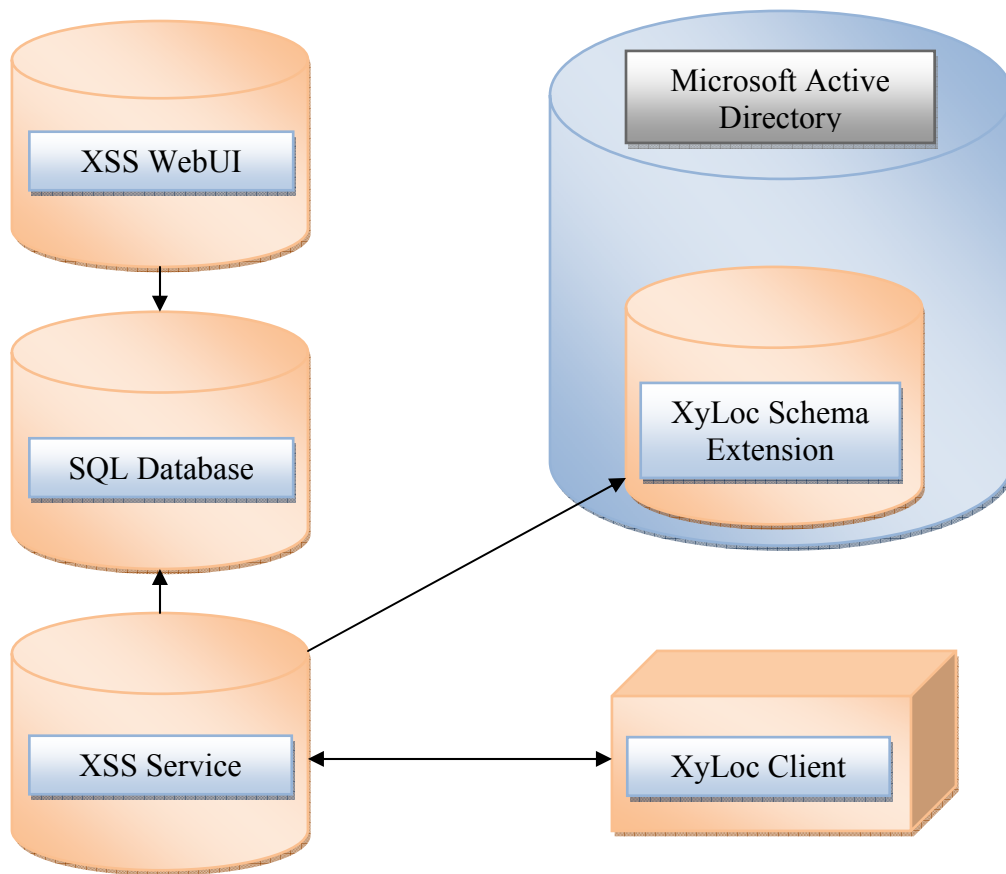 XSS WebUI
Microsoft Active
Directory
SQL Database
XyLoc Schema
Extension
XSS Service
XyLoc Client